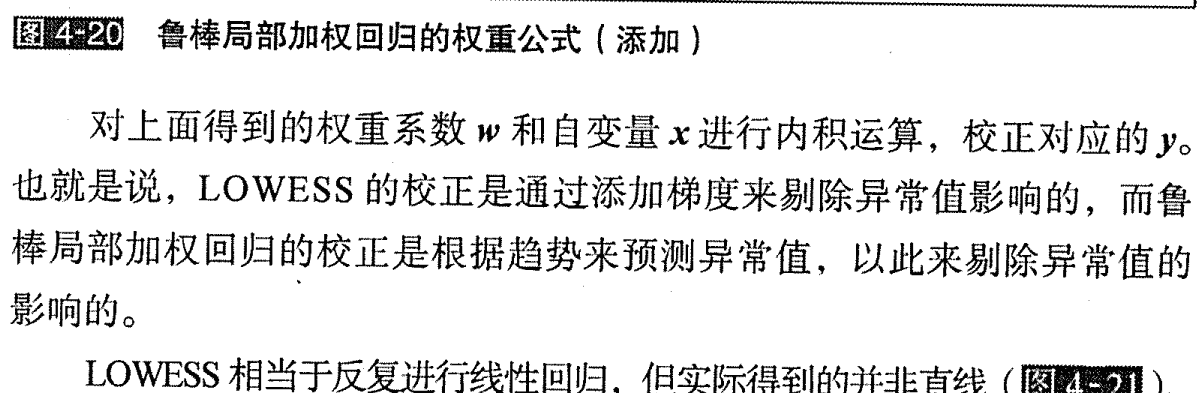 图 4-20 鲁棒局部加权回归的权重公式（添加）
对上面得到的权重系数 w 和自变量 x 进行内积运算，校正对应的 y。
也就是说，LOWESS 的校正是通过添加梯度来剔除异常值影响的，而鲁
棒局部加权回归的校正是根据趋势来预测异常值，以此来剔除异常值的
影响的。
LOWESS 相当于反复进行线性回归，但实际得到的并非直线（图 4-21）